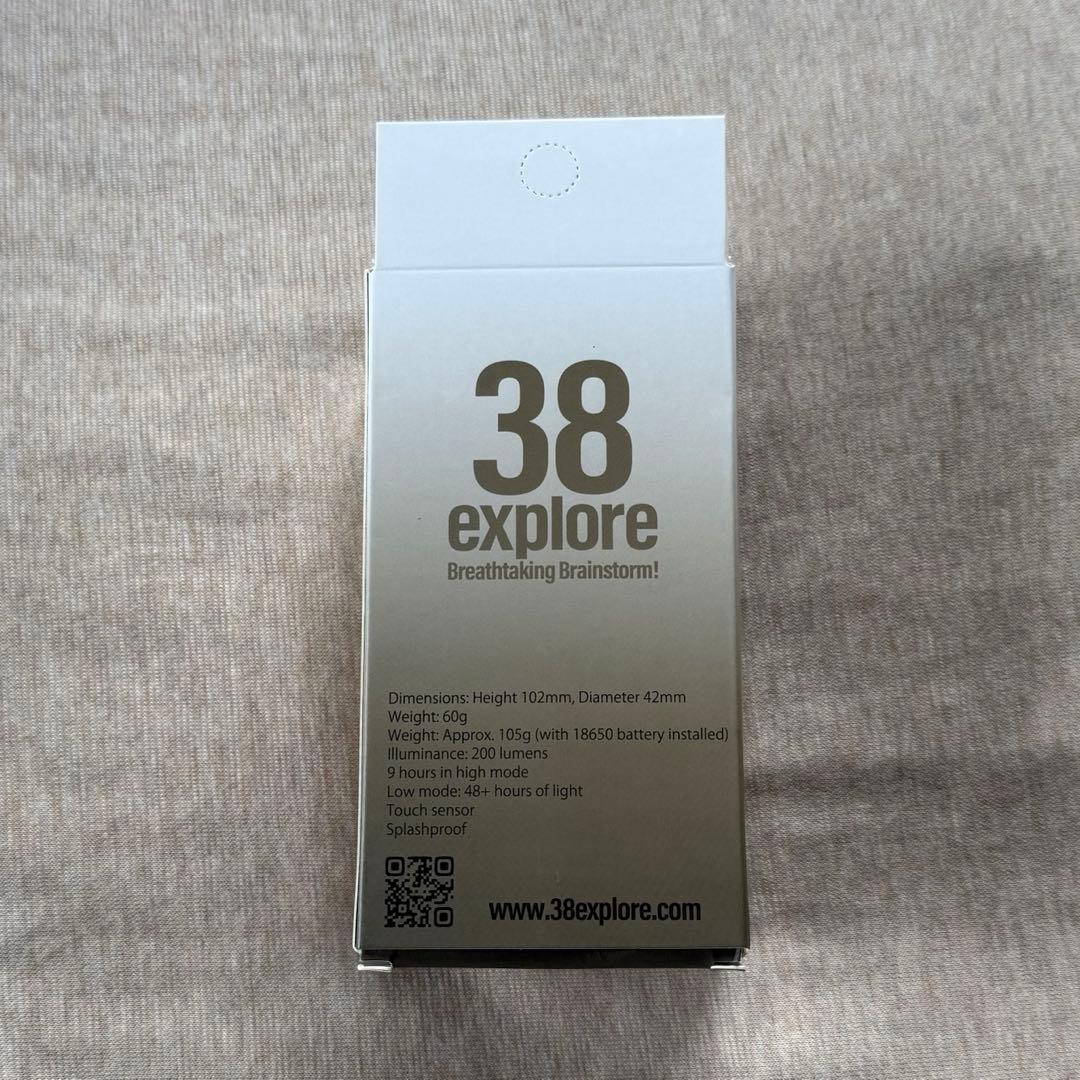 38
explore
Breathtaking Brainstorm!
Dimensions: Height 102mm, Diameter 42mm
Weight: 60g
Weight: Approx. 105g (with 18650 battery installed)
Illuminance: 200 lumens
9 hours in high mode
Low mode: 48+ hours of light
Touch sensor
Splashproof
www.38explore.com